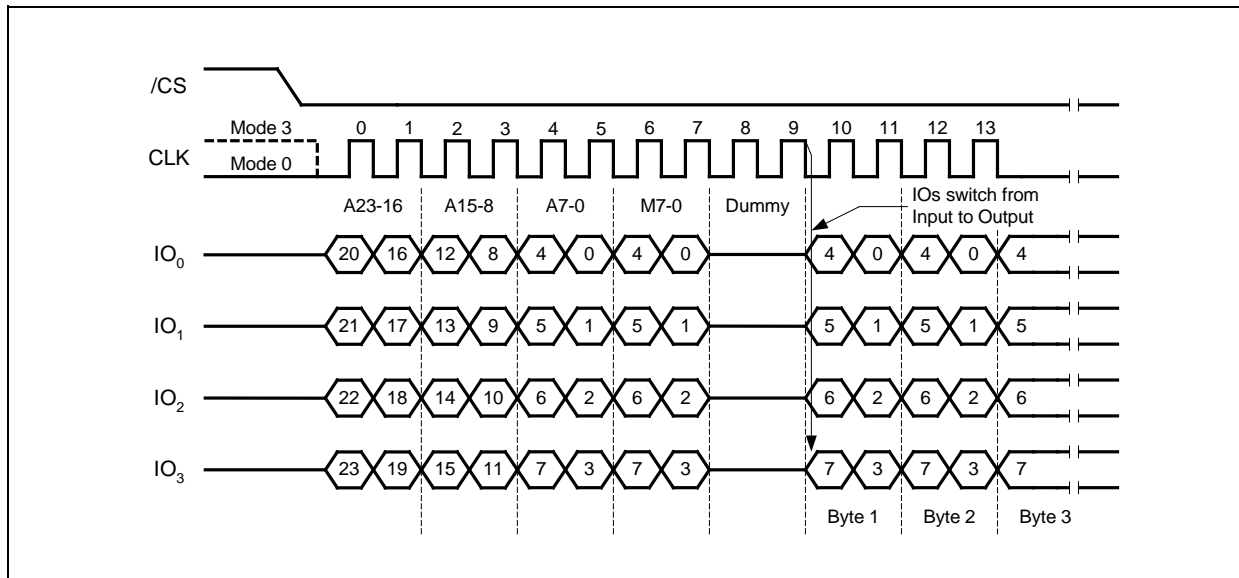 /CS
Mode 3 0 1 2 3 4 5 6 7 8 9 10 11 12 13
CLK
Mode 0
A23-16 A15-8 A7-0 M7-0 Dummy
IOs switch from
Input to Output
IO0 20 16 12 8 4 0 4 0 4 0 4 0 4
IO1 21 17 13 9 5 1 5 1 5 1 5 1 5
IO2 22 18 14 10 6 2 6 2 6 2 6 2 6
IO3 23 19 15 11 7 3 7 3 7 3 7 3 7
Byte 1 Byte 2 Byte 3